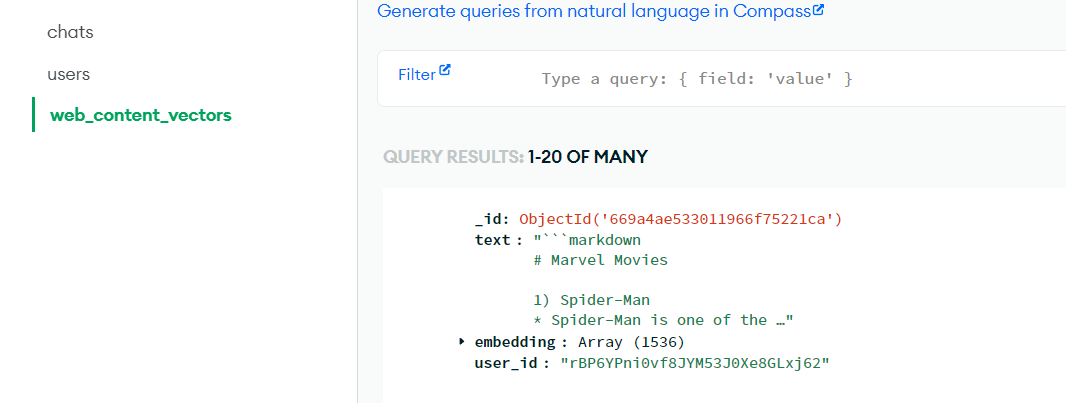 Generate queries from natural language in Compass
chats
users
web_content_vectors
Filter
Type a query: { field: 'value' }
QUERY RESULTS: 1-20 OF MANY
_id: ObjectId('669a4ae533011966f75221ca')
text : "```markdown
# Marvel Movies
1) Spider-Man
* Spider-Man is one of the …"
embedding : Array (1536)
user_id : "rBP6YPni0vf8JYM53J0Xe8GLxj62"